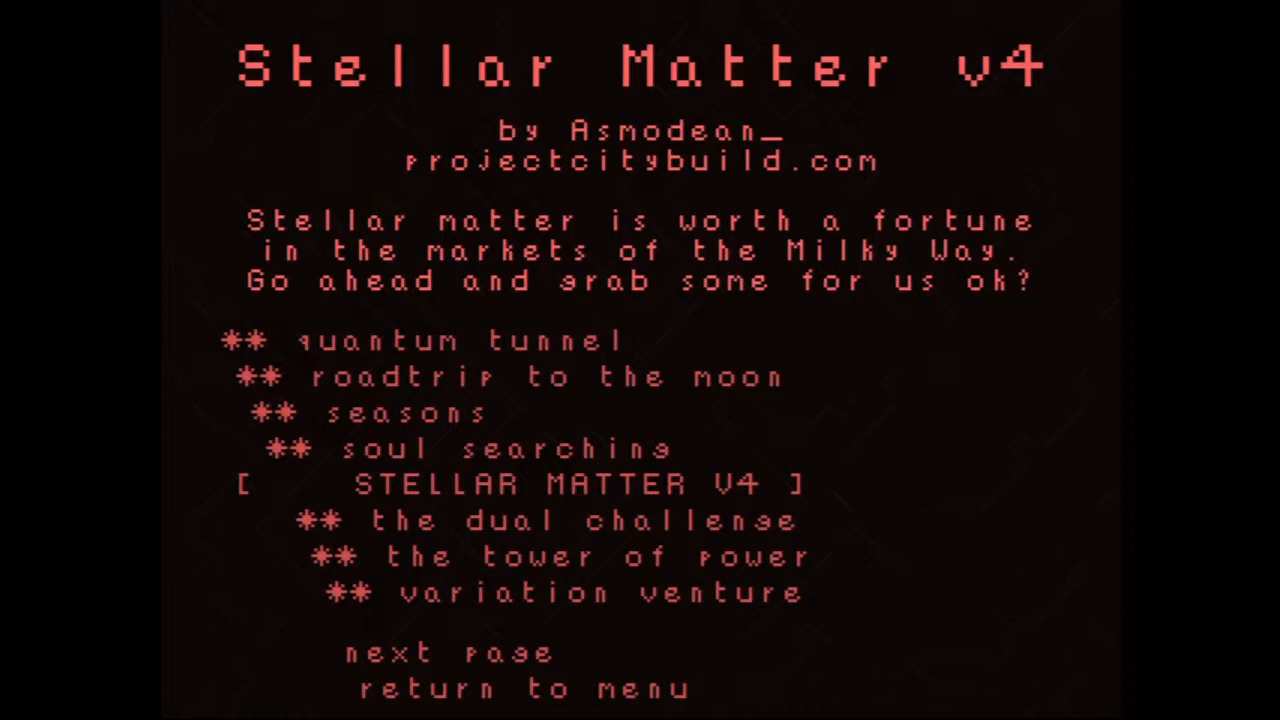 Stellar Matter v4
by Asmodean_
projectcitybuild.com
Stellar matter is worth a fortune
in the markets of the Milky Way.
Go ahead and grab some for us ok?
** quantum tunnel
** roadtrip to the moon
** seasons
** soul searching
[ STELLAR MATTER V4 ]
** the dual challenge
** the tower of power
** variation venture
next page
return to menu